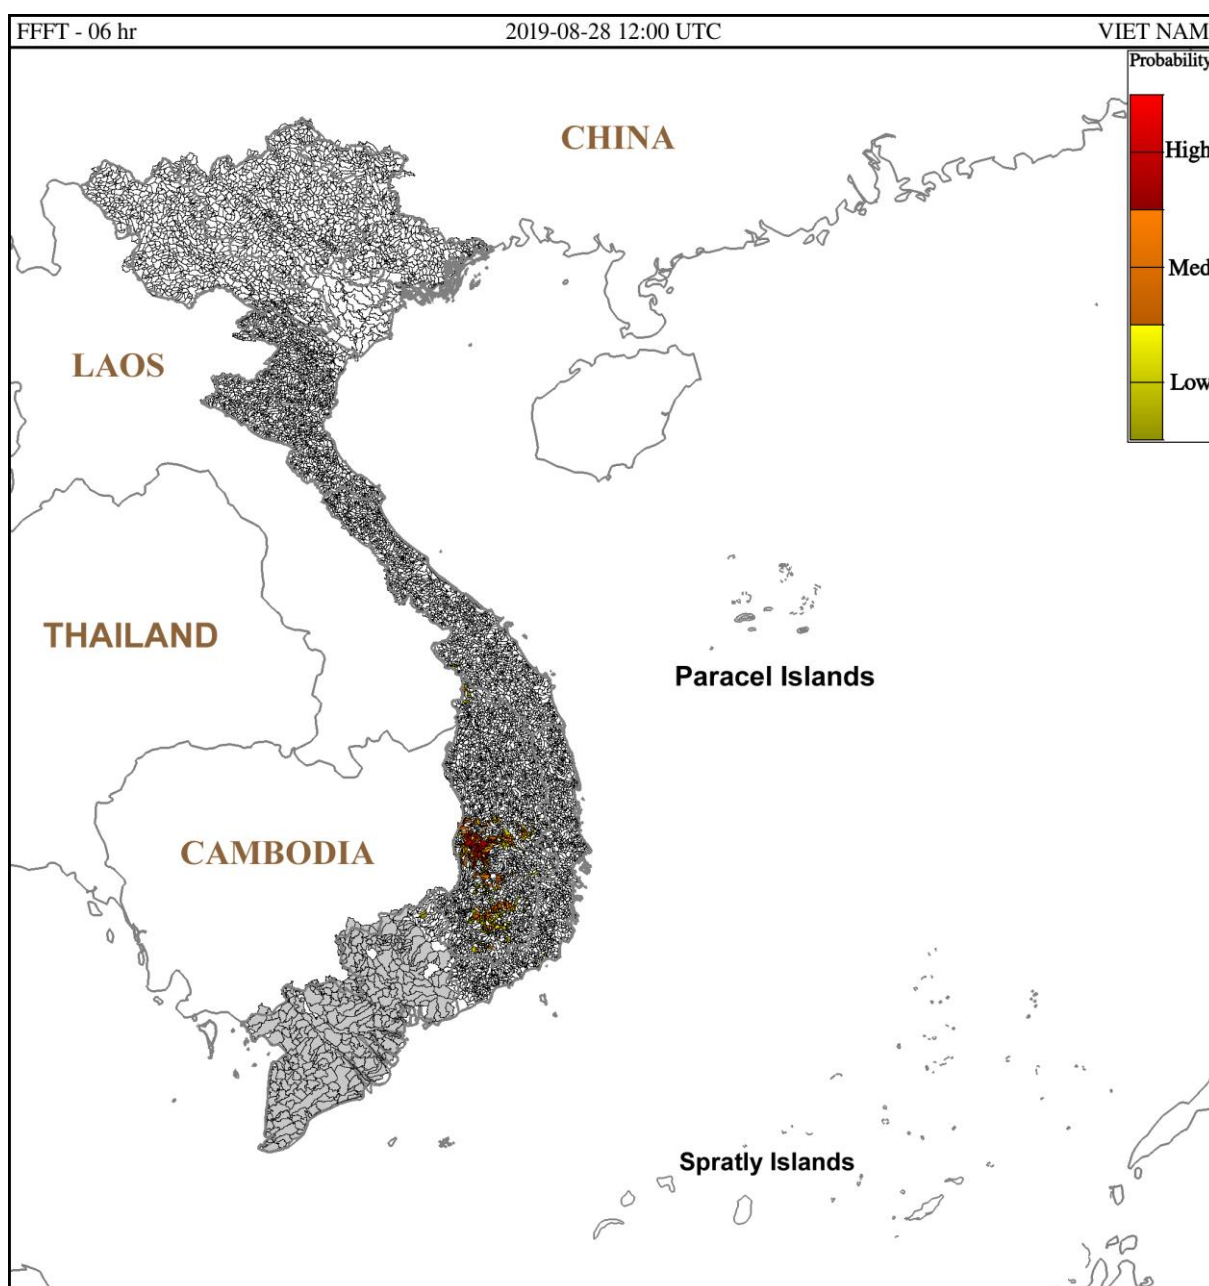 FFFT - 06 hr 2019-08-28 12:00 UTC VIET NAM
Probability
CHINA
High
Med
LAOS
Low
THAILAND
Paracel Islands
CAMBODIA
Spratly Islands